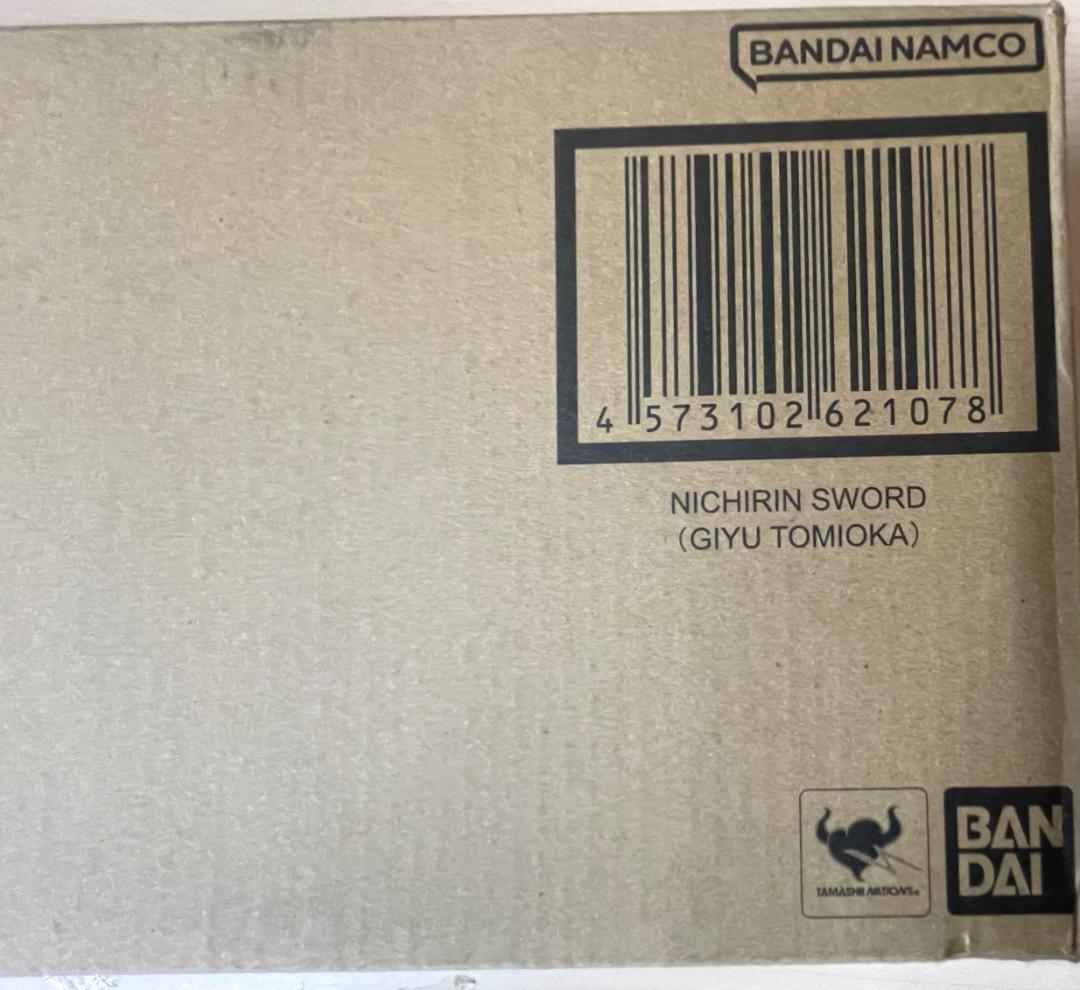 BANDAI NAMCO
4 573102 621078
NICHIRIN SWORD
（GIYU TOMIOKA）
TAMASHII NATIONS®
BAN
DAI